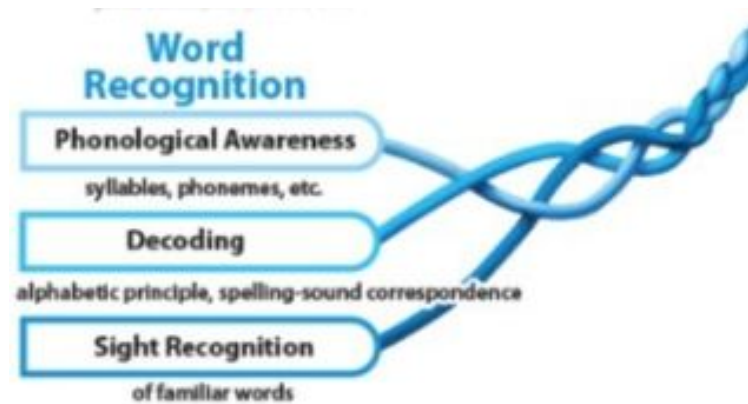 Word
Recognition
Phonological Awareness
syllables, phonemes, etc.
Decoding
alphabetic principle, spelling-sound correspondence
Sight Recognition
of familiar words